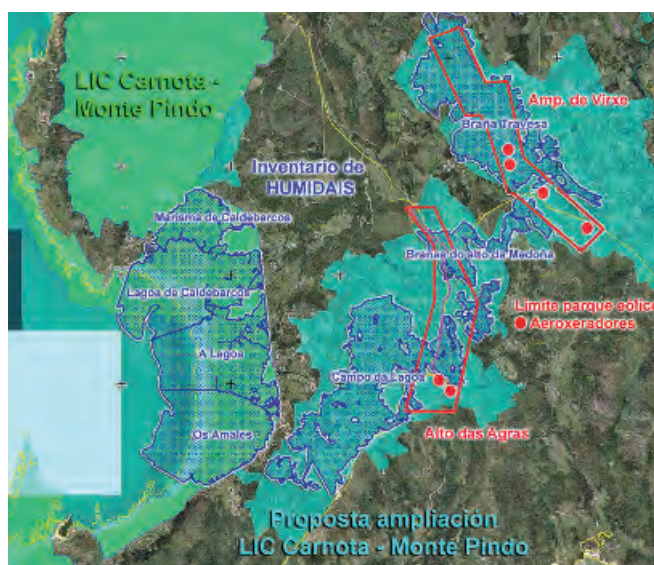 LIC Carnota -
Monte Pindo
Amp. de Virxe
Braña Travesa
Inventario de
HUMIDAIS
Marisma de Caldebarcos
Brañas do alto da Medoña
Lagoa de Caldebarcos
Limite parque eólico
Aeroxeradores
A Lagoa
Campo da Lagoa
Os Amales
Alto das Agras
Proposta ampliación
LIC Carnota - Monte Pindo